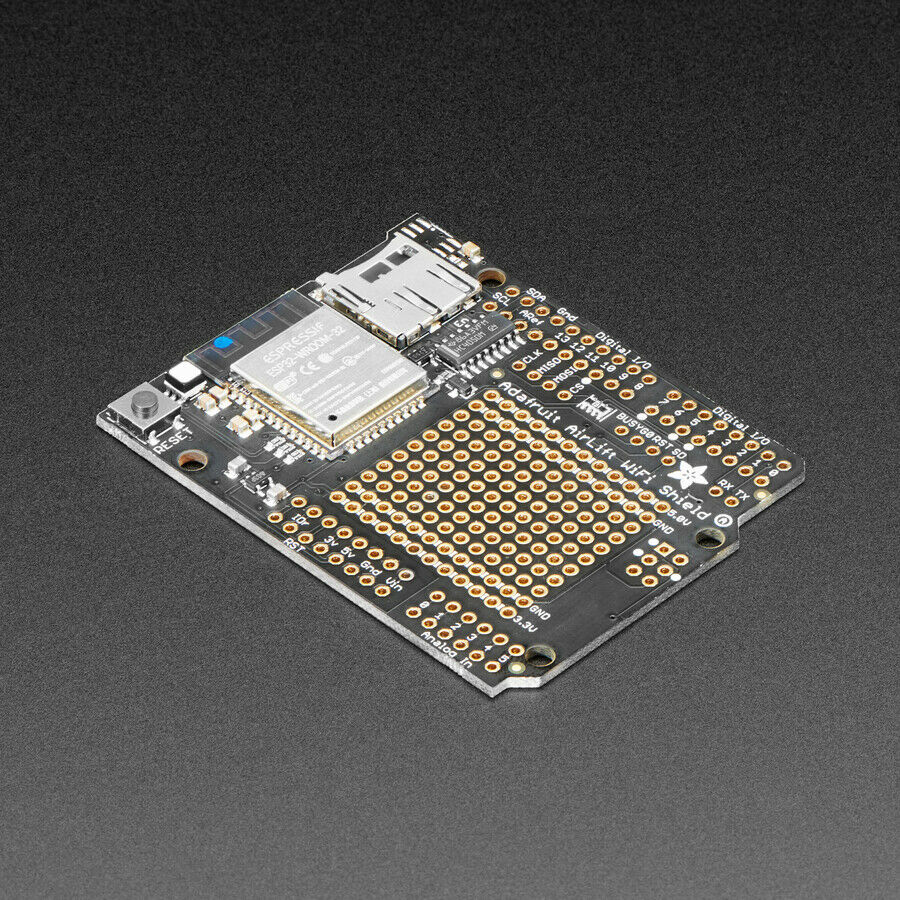 ESPRESSIF
ESP32-WROOM-32
RESET
SCL
SDA
ARef
Gnd
13
12
11
10
9
8
Digital I/O
En
CLK
MISO
MOSI
CS
BUSY
G0
RST
7
6
5
4
3
2
1
0
Digital I/O
RX TX
Adafruit AirLift WiFi Shield
5.0V
GND
GND
3.3V
IOr
RST
3v
5v
Gnd
Vin
0
1
2
3
4
5
Analog In